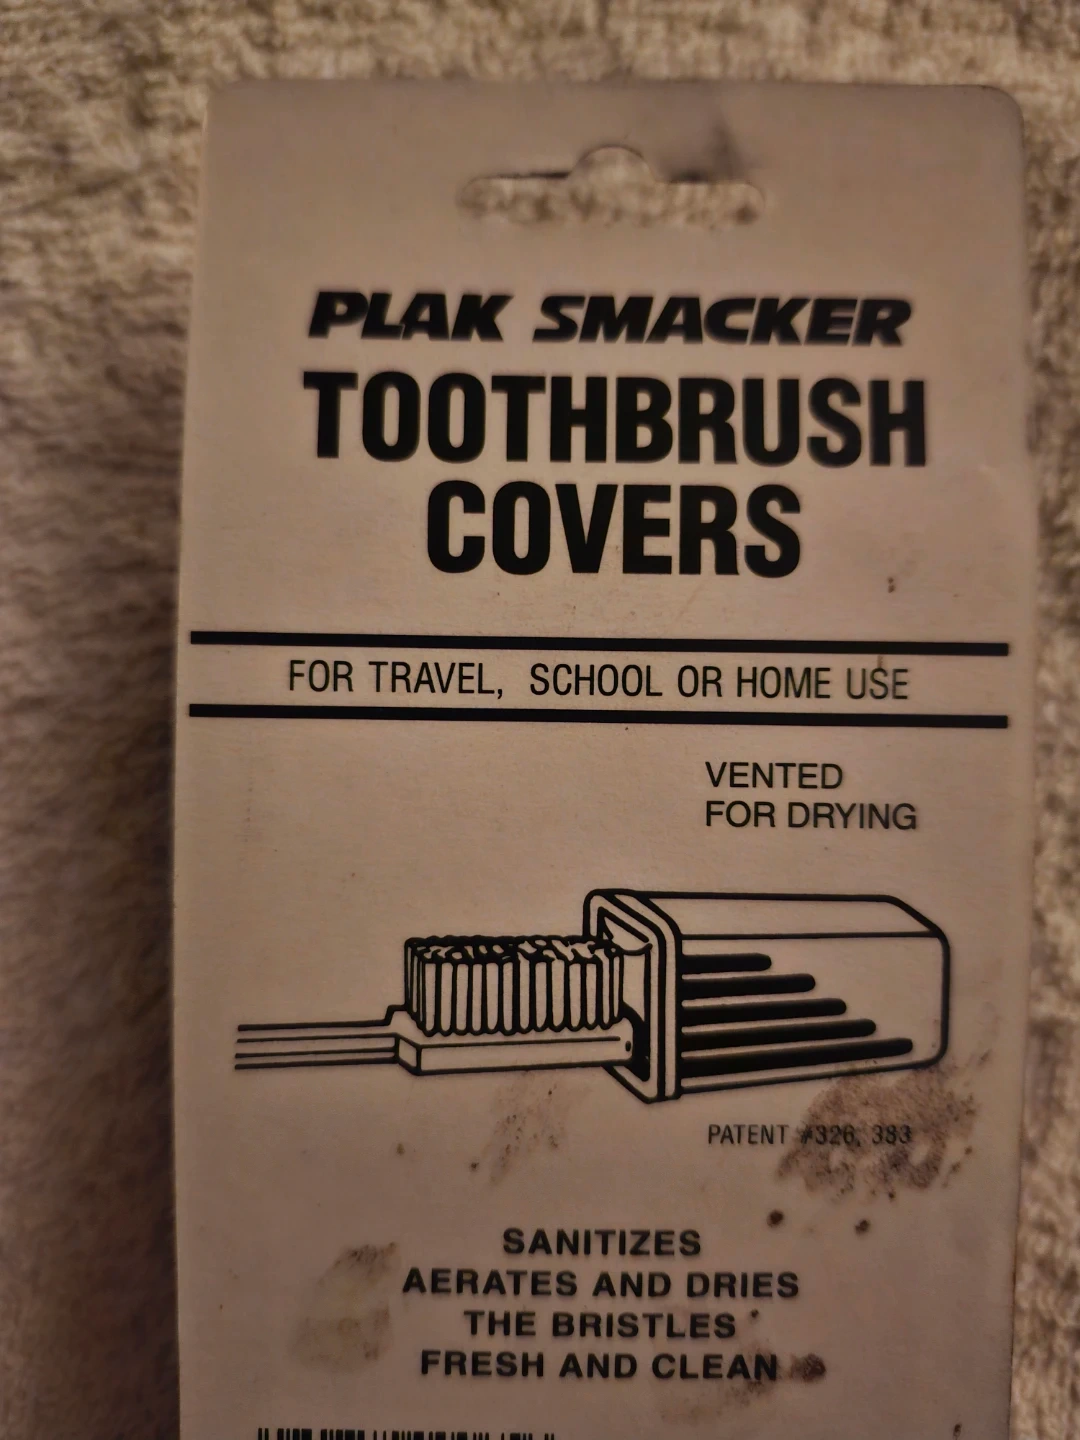 PLAK SMACKER
TOOTHBRUSH
COVERS
FOR TRAVEL, SCHOOL OR HOME USE
VENTED
FOR DRYING
PATENT #326, 383
SANITIZES
AERATES AND DRIES
THE BRISTLES
FRESH AND CLEAN